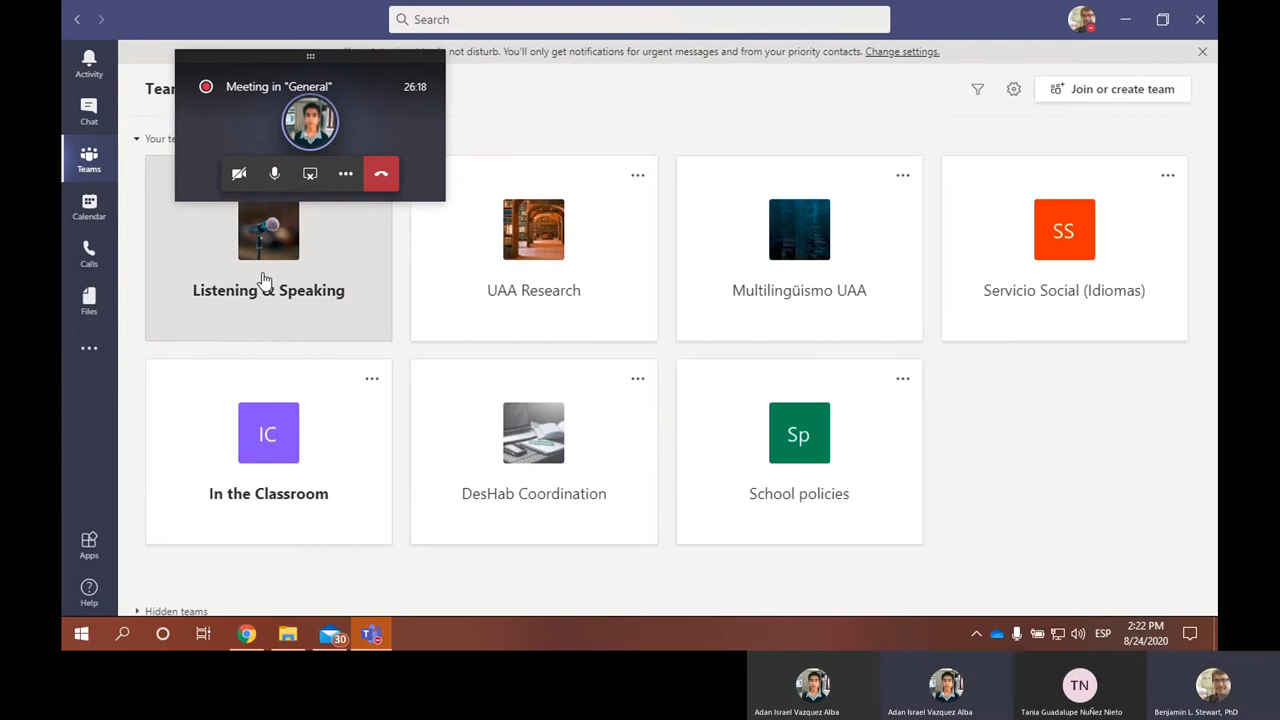 Search
not disturb. You'll only get notifications for urgent messages and from your priority contacts. Change settings.
Activity
Chat
Teams
Calendar
Calls
Files
Apps
Help
Meeting in "General"
26:18
Join or create team
Listening & Speaking
UAA Research
Multilingüismo UAA
SS
Servicio Social (Idiomas)
IC
In the Classroom
DesHab Coordination
Sp
School policies
Hidden teams
30
ESP
2:22 PM
8/24/2020
Adan Israel Vazquez Alba
Adan Israel Vazquez Alba
TN
Tania Guadalupe NuÑez Nieto
Benjamin L. Stewart, PhD